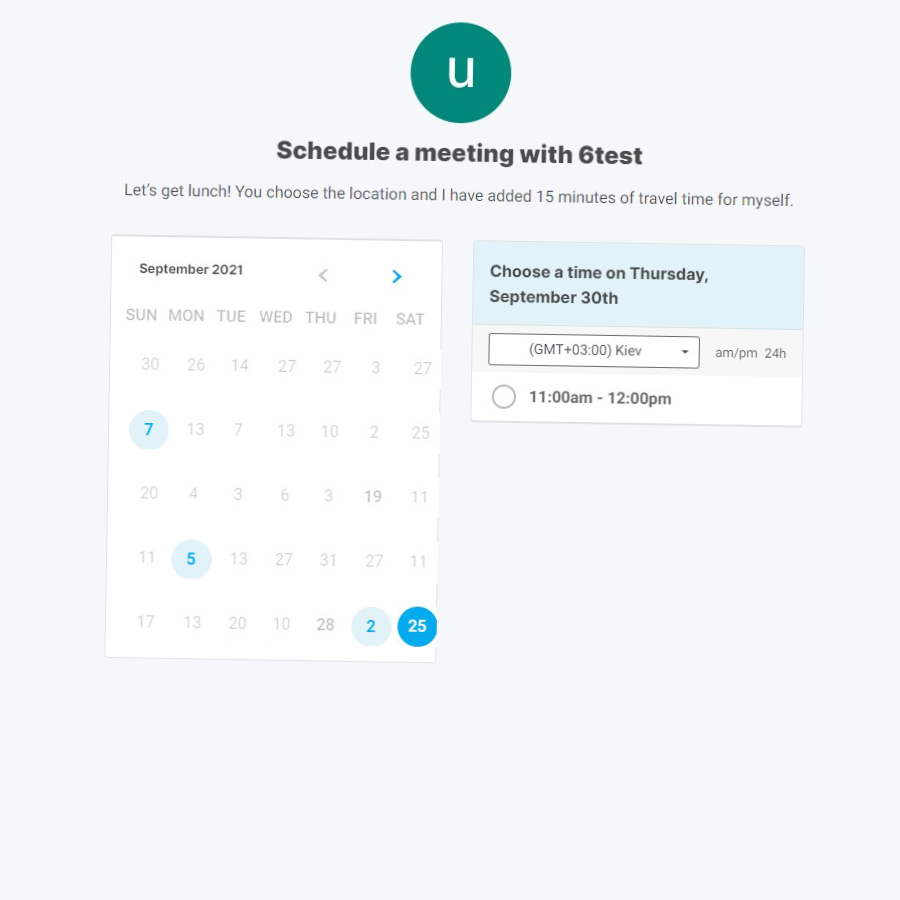 u
Schedule a meeting with 6test
Let's get lunch! You choose the location and I have added 15 minutes of travel time for myself.
September 2021
SUN MON TUE WED THU FRI SAT
30 26 14 27 27 3 27
7 13 7 13 10 2 25
20 4 3 6 3 19 11
11 5 13 27 31 27 11
17 13 20 10 28 2 25
Choose a time on Thursday,
September 30th
(GMT+03:00) Kiev am/pm 24h
11:00am - 12:00pm